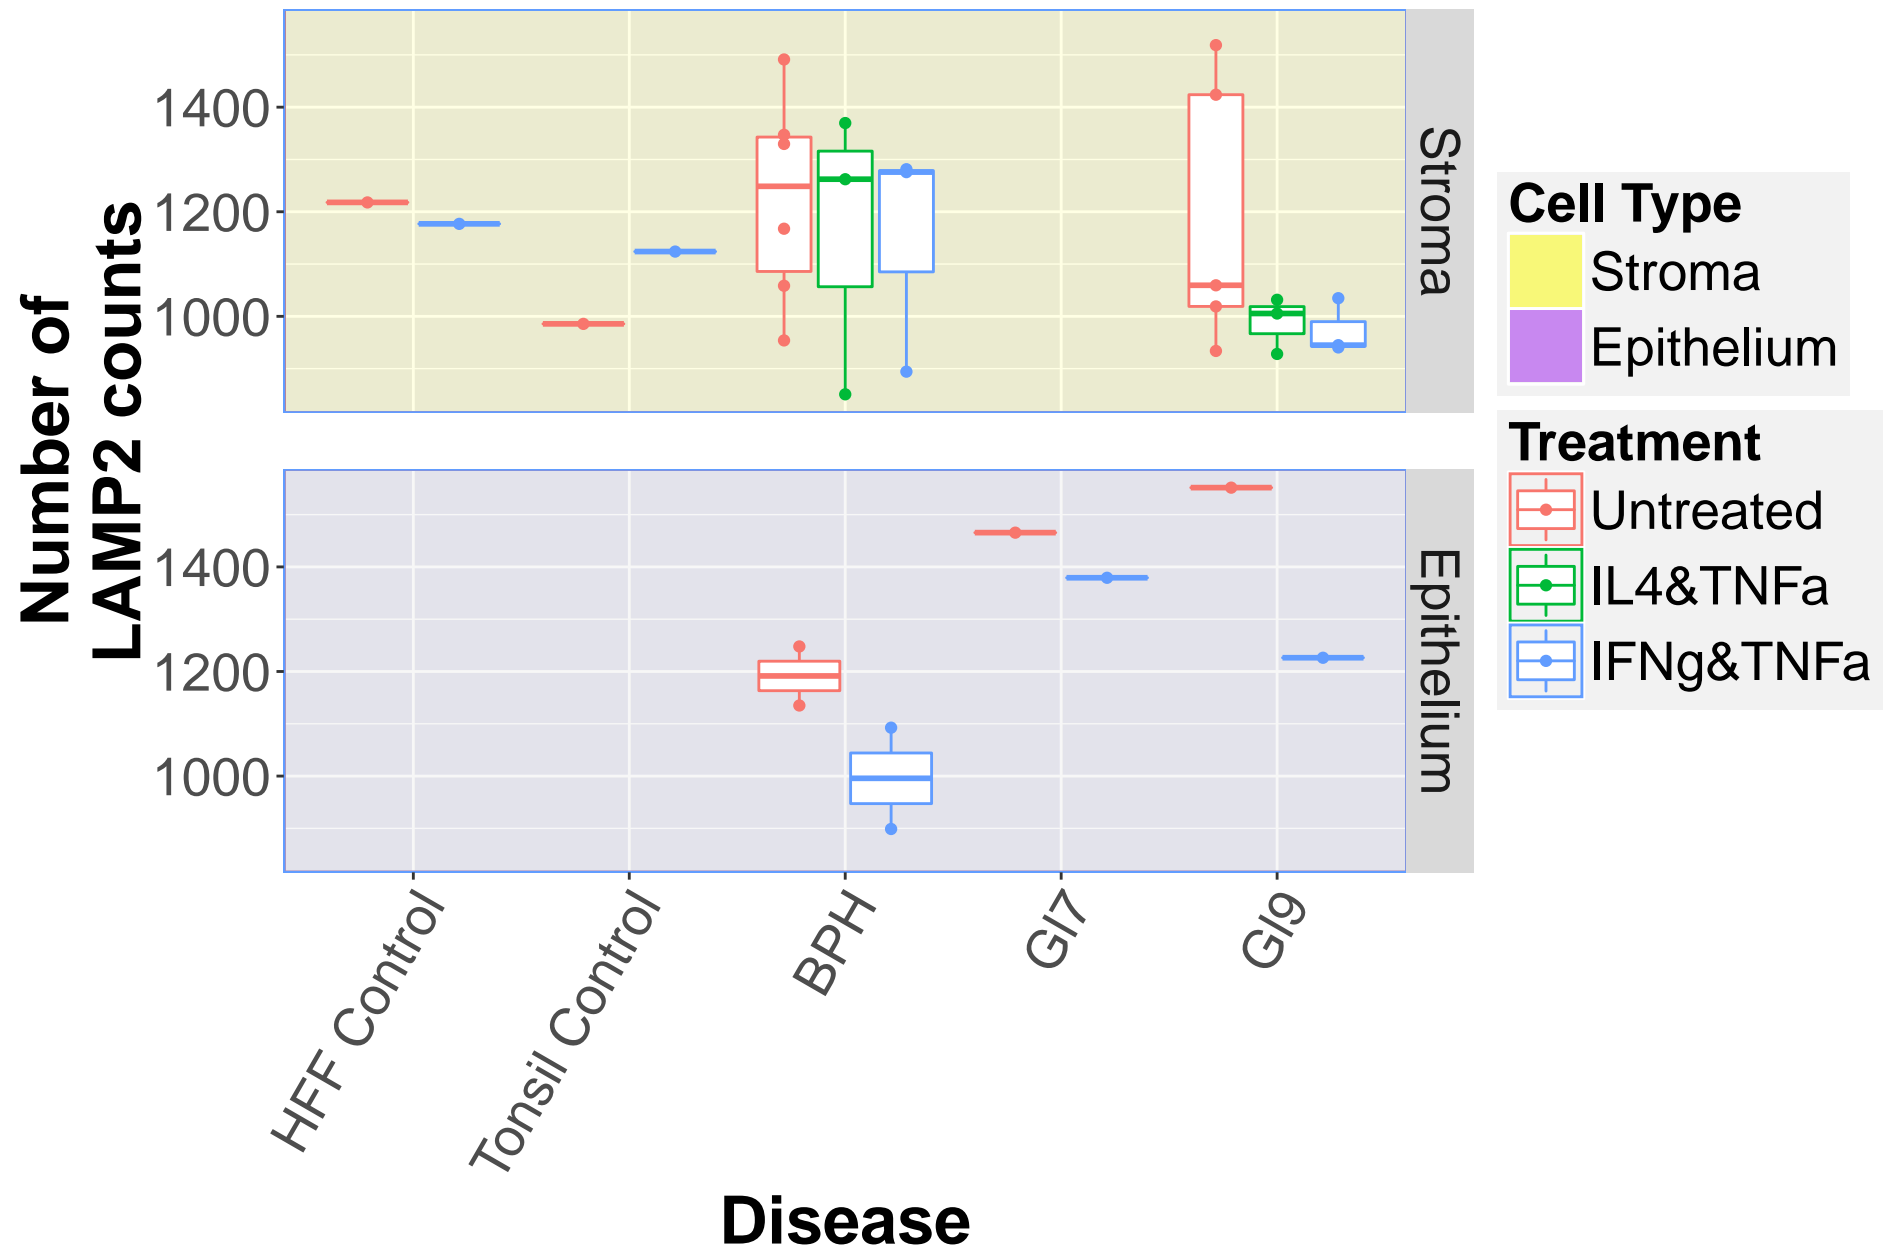 Number of
LAMP2 counts
1400
1200
1000
Stroma
1400
1200
1000
Epithelium
HFF Control
Tonsil Control
BPH
Gl7
Gl9
Disease
Cell Type
Stroma
Epithelium
Treatment
Untreated
IL4&TNFa
IFNg&TNFa